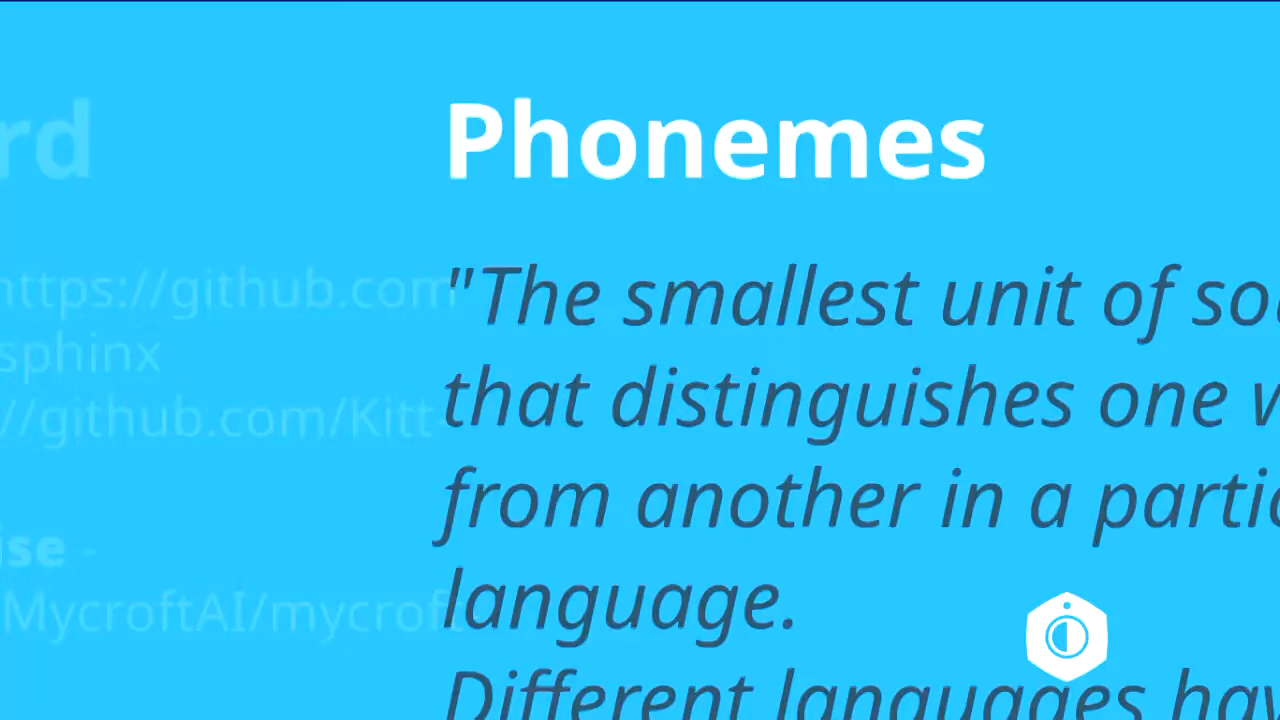 rd
https://github.com
sphinx
//github.com/Kitt-
ise -
MycroftAI/mycrof
Phonemes
"The smallest unit of so
that distinguishes one w
from another in a partic
language.
Different languages hav